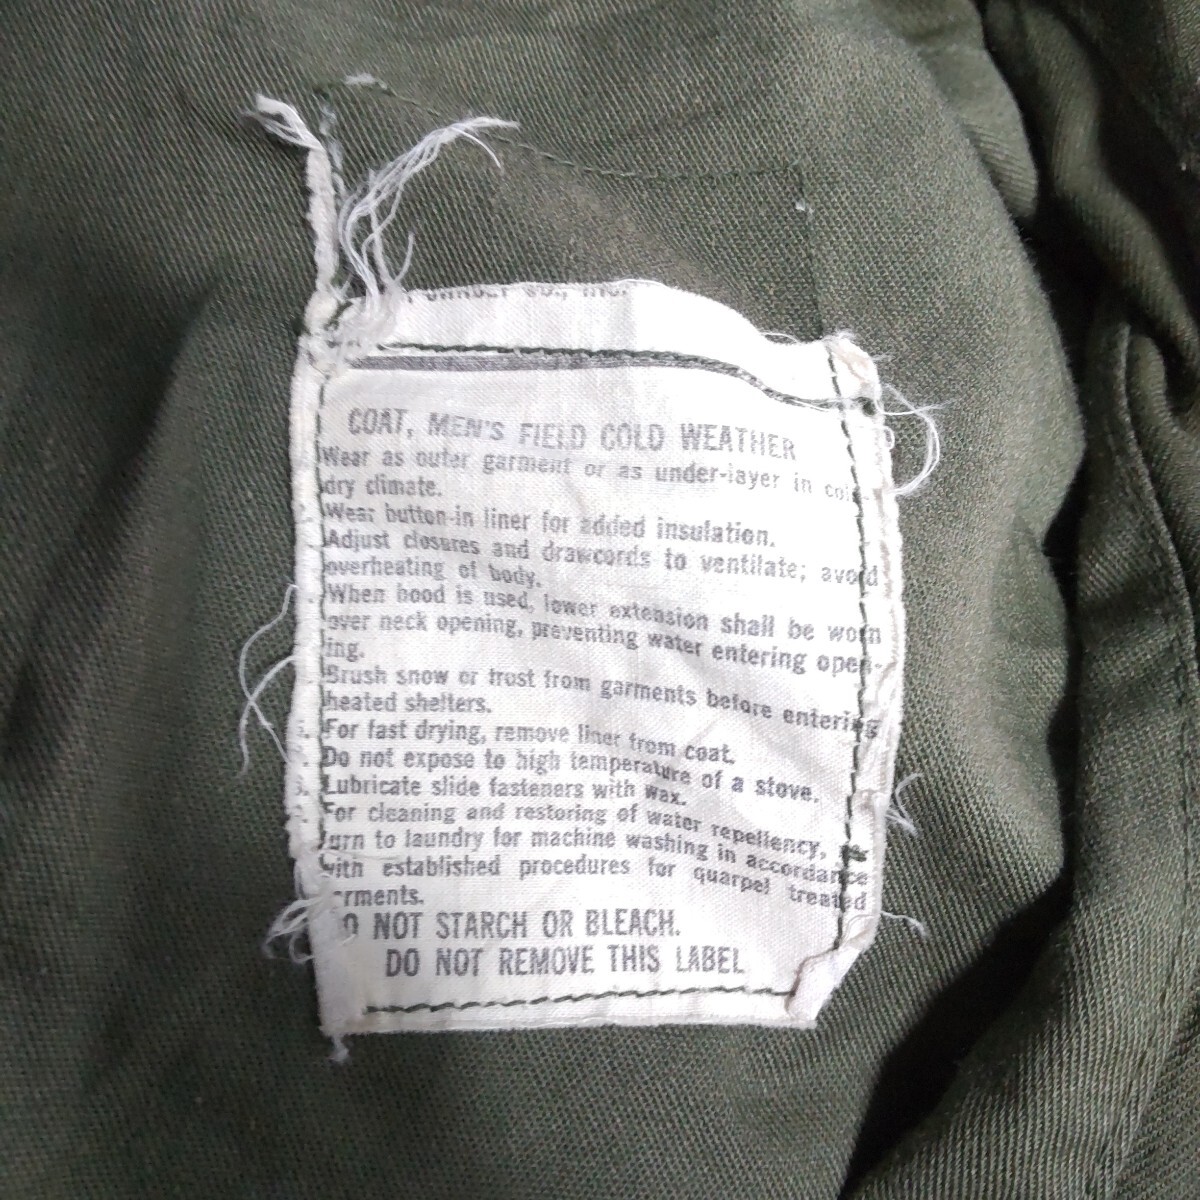 CO., INC.
COAT, MEN'S FIELD COLD WEATHER
Wear as outer garment or as under-layer in
dry climate.
Wear button-in liner for added insulation.
Adjust closures and drawcords to ventilate; avoid
overheating of body.
When hood is used, lower extension shall be worn
over neck opening, preventing water entering open-
ing.
Brush snow or frost from garments before entering
heated shelters.
For fast drying, remove liner from coat.
Do not expose to high temperature of a stove.
Lubricate slide fasteners with wax.
For cleaning and restoring of water repellency,
turn to laundry for machine washing in accordance
with established procedures for quarpel treated
rments.
O NOT STARCH OR BLEACH.
DO NOT REMOVE THIS LABEL